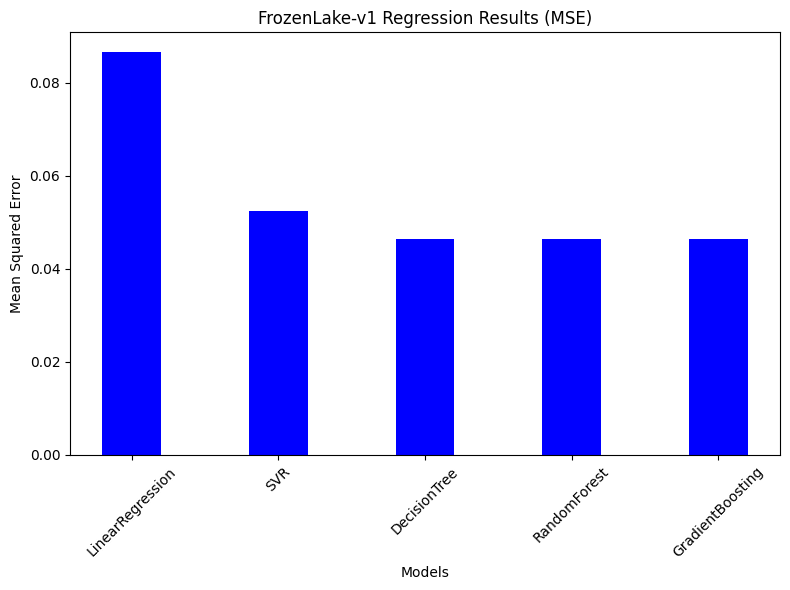 FrozenLake-v1 Regression Results (MSE)
Mean Squared Error
0.08
0.06
0.04
0.02
0.00
LinearRegression
SVR
DecisionTree
RandomForest
GradientBoosting
Models